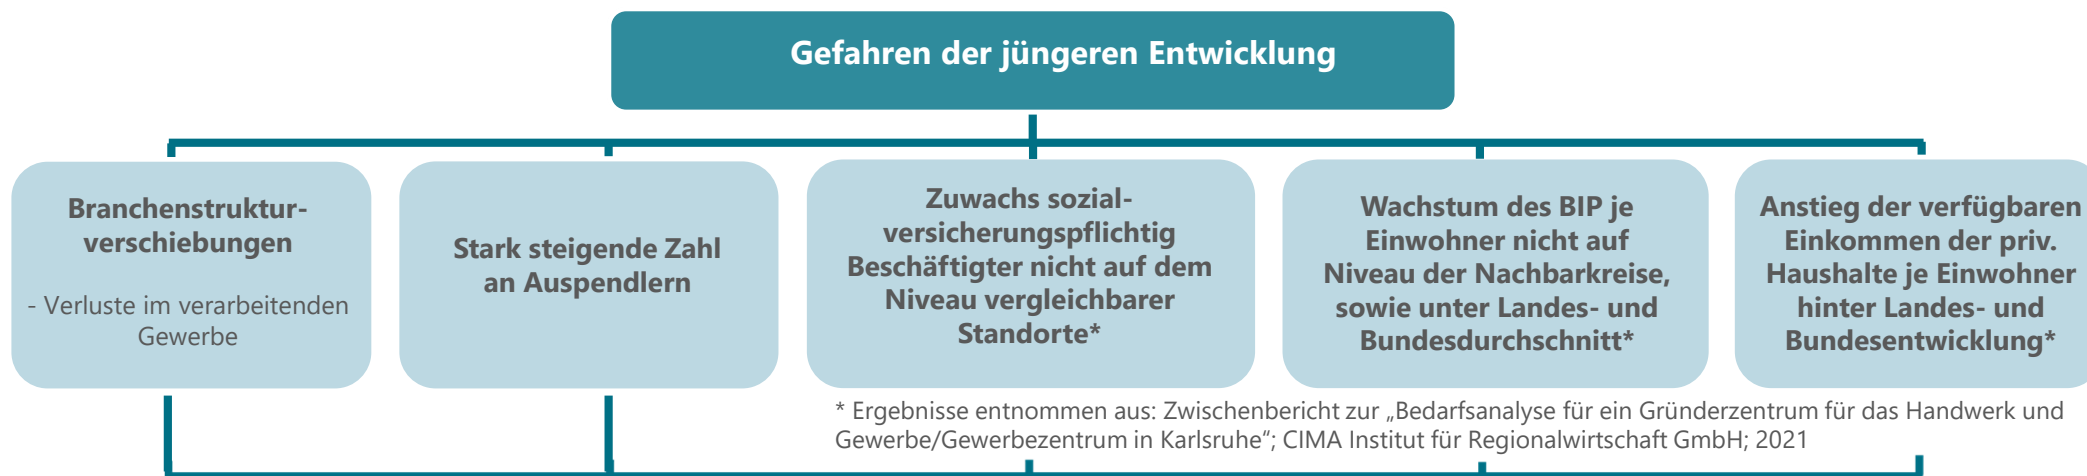 Gefahren der jüngeren Entwicklung
Branchenstruktur-
verschiebungen
- Verluste im verarbeitenden
Gewerbe
Stark steigende Zahl
an Auspendlern
Zuwachs sozial-
versicherungspflichtig
Beschäftigter nicht auf dem
Niveau vergleichbarer
Standorte*
Wachstum des BIP je
Einwohner nicht auf
Niveau der Nachbarkreise,
sowie unter Landes- und
Bundesdurchschnitt*
Anstieg der verfügbaren
Einkommen der priv.
Haushalte je Einwohner
hinter Landes- und
Bundesentwicklung*
* Ergebnisse entnommen aus: Zwischenbericht zur „Bedarfsanalyse für ein Gründerzentrum für das Handwerk und
Gewerbe/Gewerbezentrum in Karlsruhe“; CIMA Institut für Regionalwirtschaft GmbH; 2021